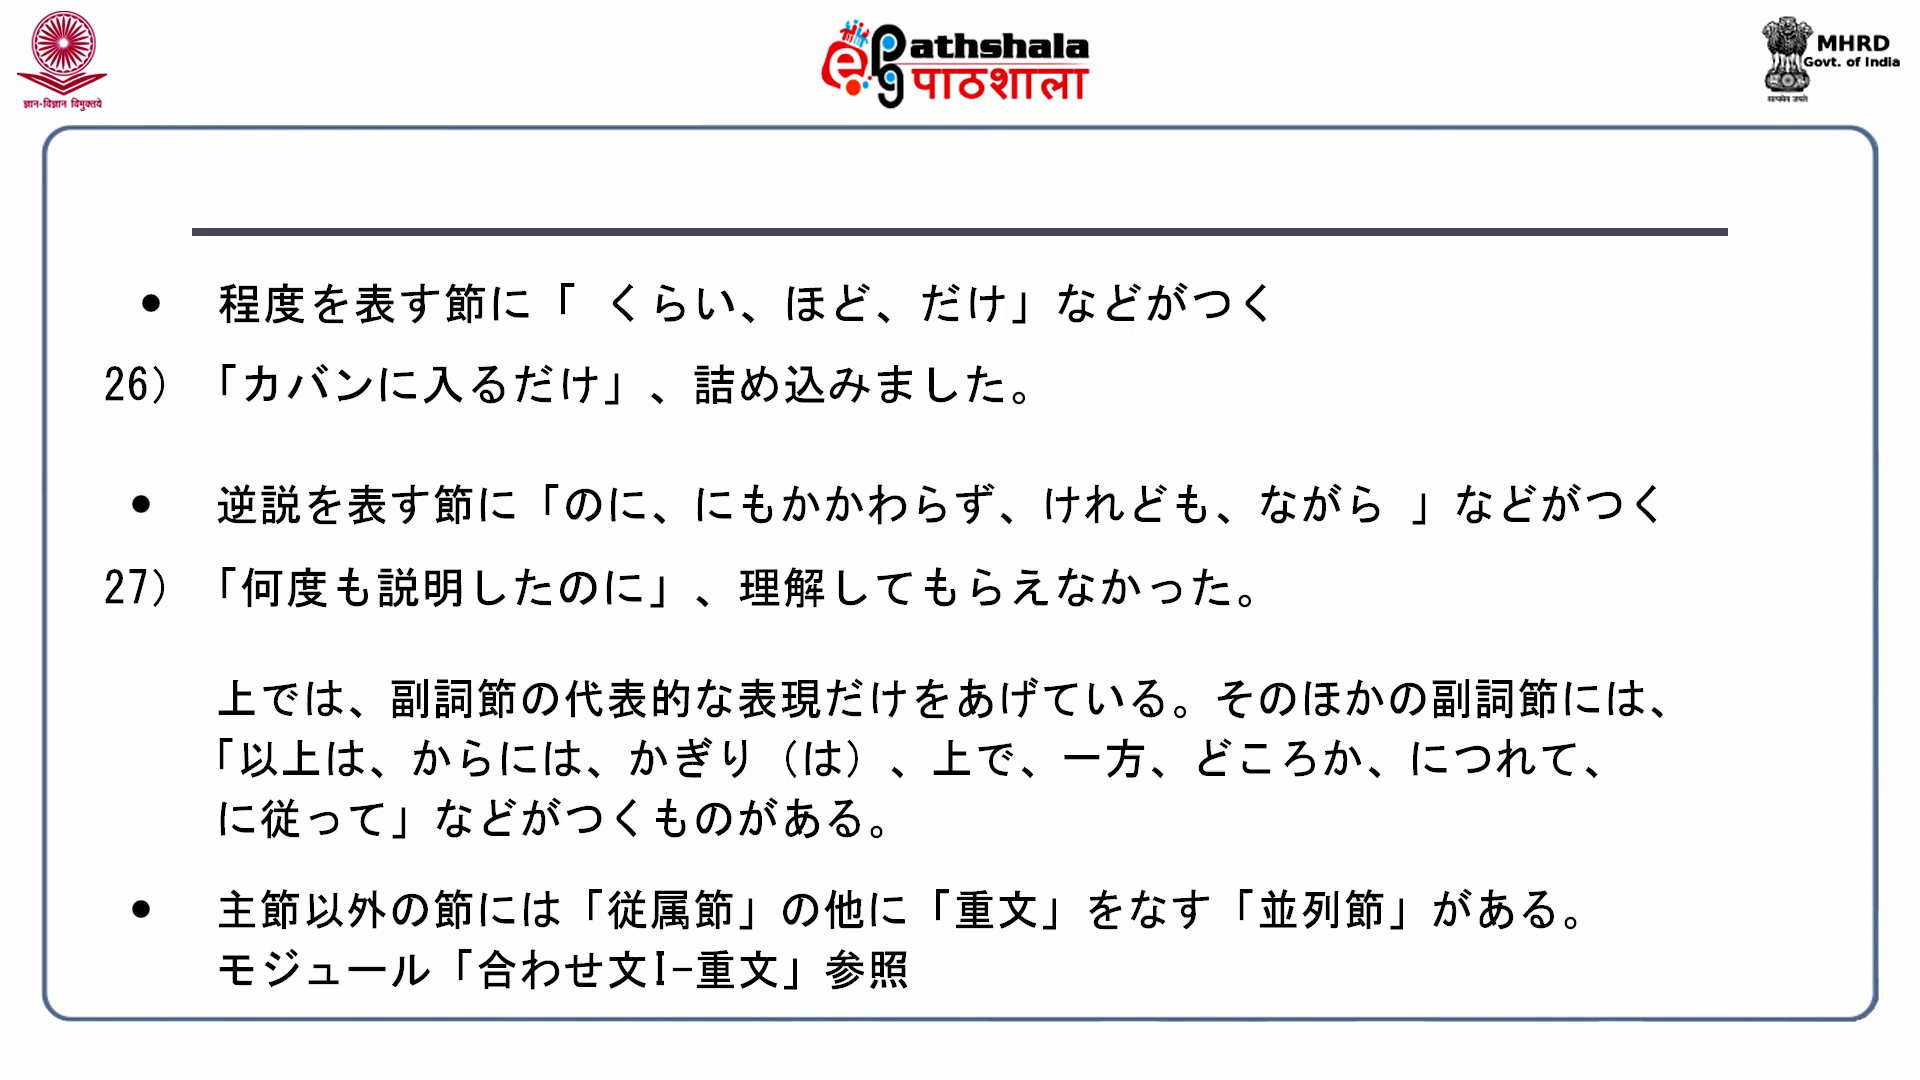 ज्ञान-विज्ञान विमुक्तये
ePG Pathshala
पाठशाला
MHRD
Govt. of India
सत्यमेव जयते
• 程度を表す節に「 くらい、ほど、だけ」などがつく
26) 「カバンに入るだけ」、詰め込みました。
• 逆説を表す節に「のに、にもかかわらず、けれども、ながら 」などがつく
27) 「何度も説明したのに」、理解してもらえなかった。
上では、副詞節の代表的な表現だけをあげている。そのほかの副詞節には、
「以上は、からには、かぎり（は）、上で、一方、どころか、につれて、
に従って」などがつくものがある。
• 主節以外の節には「従属節」の他に「重文」をなす「並列節」がある。
モジュール「合わせ文I-重文」参照